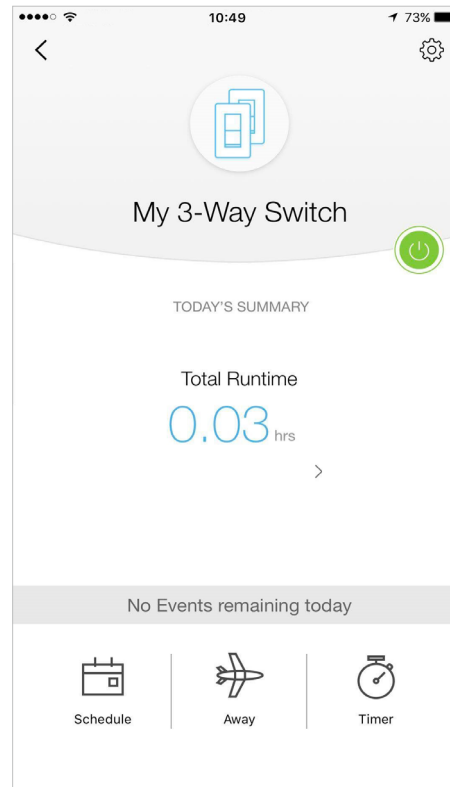 10:49
73%
My 3-Way Switch
TODAY'S SUMMARY
Total Runtime
0.03 hrs
No Events remaining today
Schedule
Away
Timer